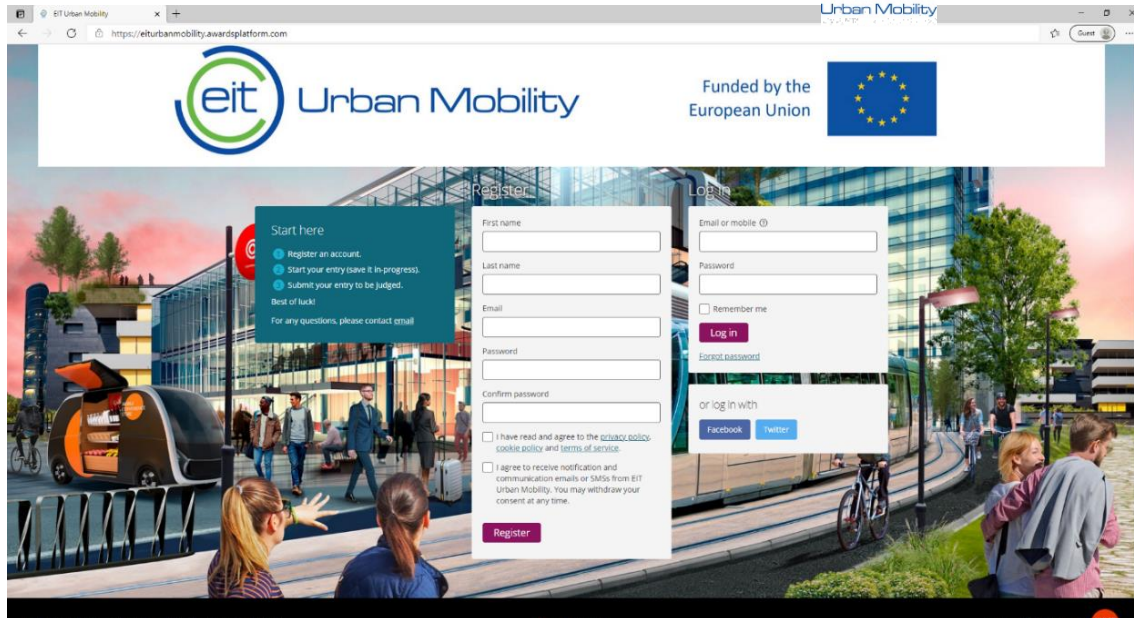 Urban Mobility
EIT Urban Mobility
https://eiturbanmobility.awardsplatform.com
Guest
eit Urban Mobility
Funded by the
European Union
Start here
1 Register an account.
2 Start your entry (save it in-progress).
3 Submit your entry to be judged.
Best of luck!
For any questions, please contact email
Register
First name
Last name
Email
Password
Confirm password
I have read and agree to the privacy policy,
cookie policy and terms of service.
I agree to receive notification and
communication emails or SMSs from EIT
Urban Mobility. You may withdraw your
consent at any time.
Register
Log in
Email or mobile
Password
Remember me
Log in
Forgot password
or log in with
Facebook
Twitter